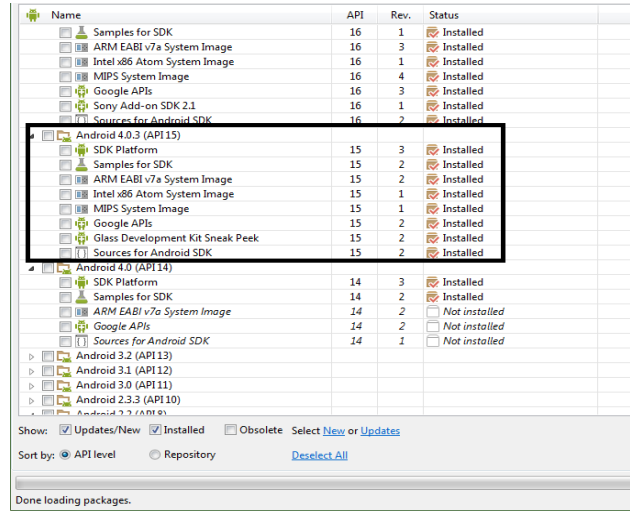 Name API Rev. Status
Samples for SDK 16 1 Installed
ARM EABI v7a System Image 16 3 Installed
Intel x86 Atom System Image 16 1 Installed
MIPS System Image 16 4 Installed
Google APIs 16 3 Installed
Sony Add-on SDK 2.1 16 1 Installed
Sources for Android SDK 16 2 Installed
Android 4.0.3 (API 15)
SDK Platform 15 3 Installed
Samples for SDK 15 2 Installed
ARM EABI v7a System Image 15 2 Installed
Intel x86 Atom System Image 15 1 Installed
MIPS System Image 15 1 Installed
Google APIs 15 2 Installed
Glass Development Kit Sneak Peek 15 2 Installed
Sources for Android SDK 15 2 Installed
Android 4.0 (API 14)
SDK Platform 14 3 Installed
Samples for SDK 14 2 Installed
ARM EABI v7a System Image 14 2 Not installed
Google APIs 14 2 Not installed
Sources for Android SDK 14 1 Not installed
Android 3.2 (API 13)
Android 3.1 (API 12)
Android 3.0 (API 11)
Android 2.3.3 (API 10)
Android 2.2 (API 8)
Show: Updates/New Installed Obsolete Select New or Updates
Sort by: API level Repository Deselect All
Done loading packages.